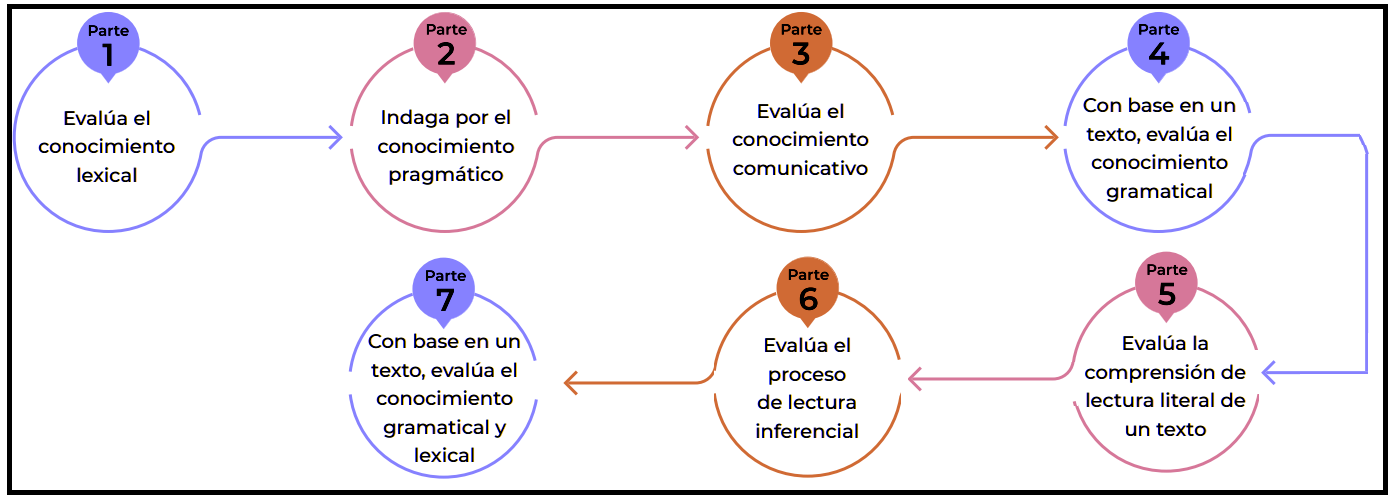 Parte
1
Evalúa el
conocimiento
lexical
Parte
2
Indaga por el
conocimiento
pragmático
Parte
3
Evalúa el
conocimiento
comunicativo
Parte
4
Con base en un
texto, evalúa el
conocimiento
gramatical
Parte
5
Evalúa la
comprensión de
lectura literal de
un texto
Parte
6
Evalúa el
proceso
de lectura
inferencial
Parte
7
Con base en un
texto, evalúa el
conocimiento
gramatical y
lexical